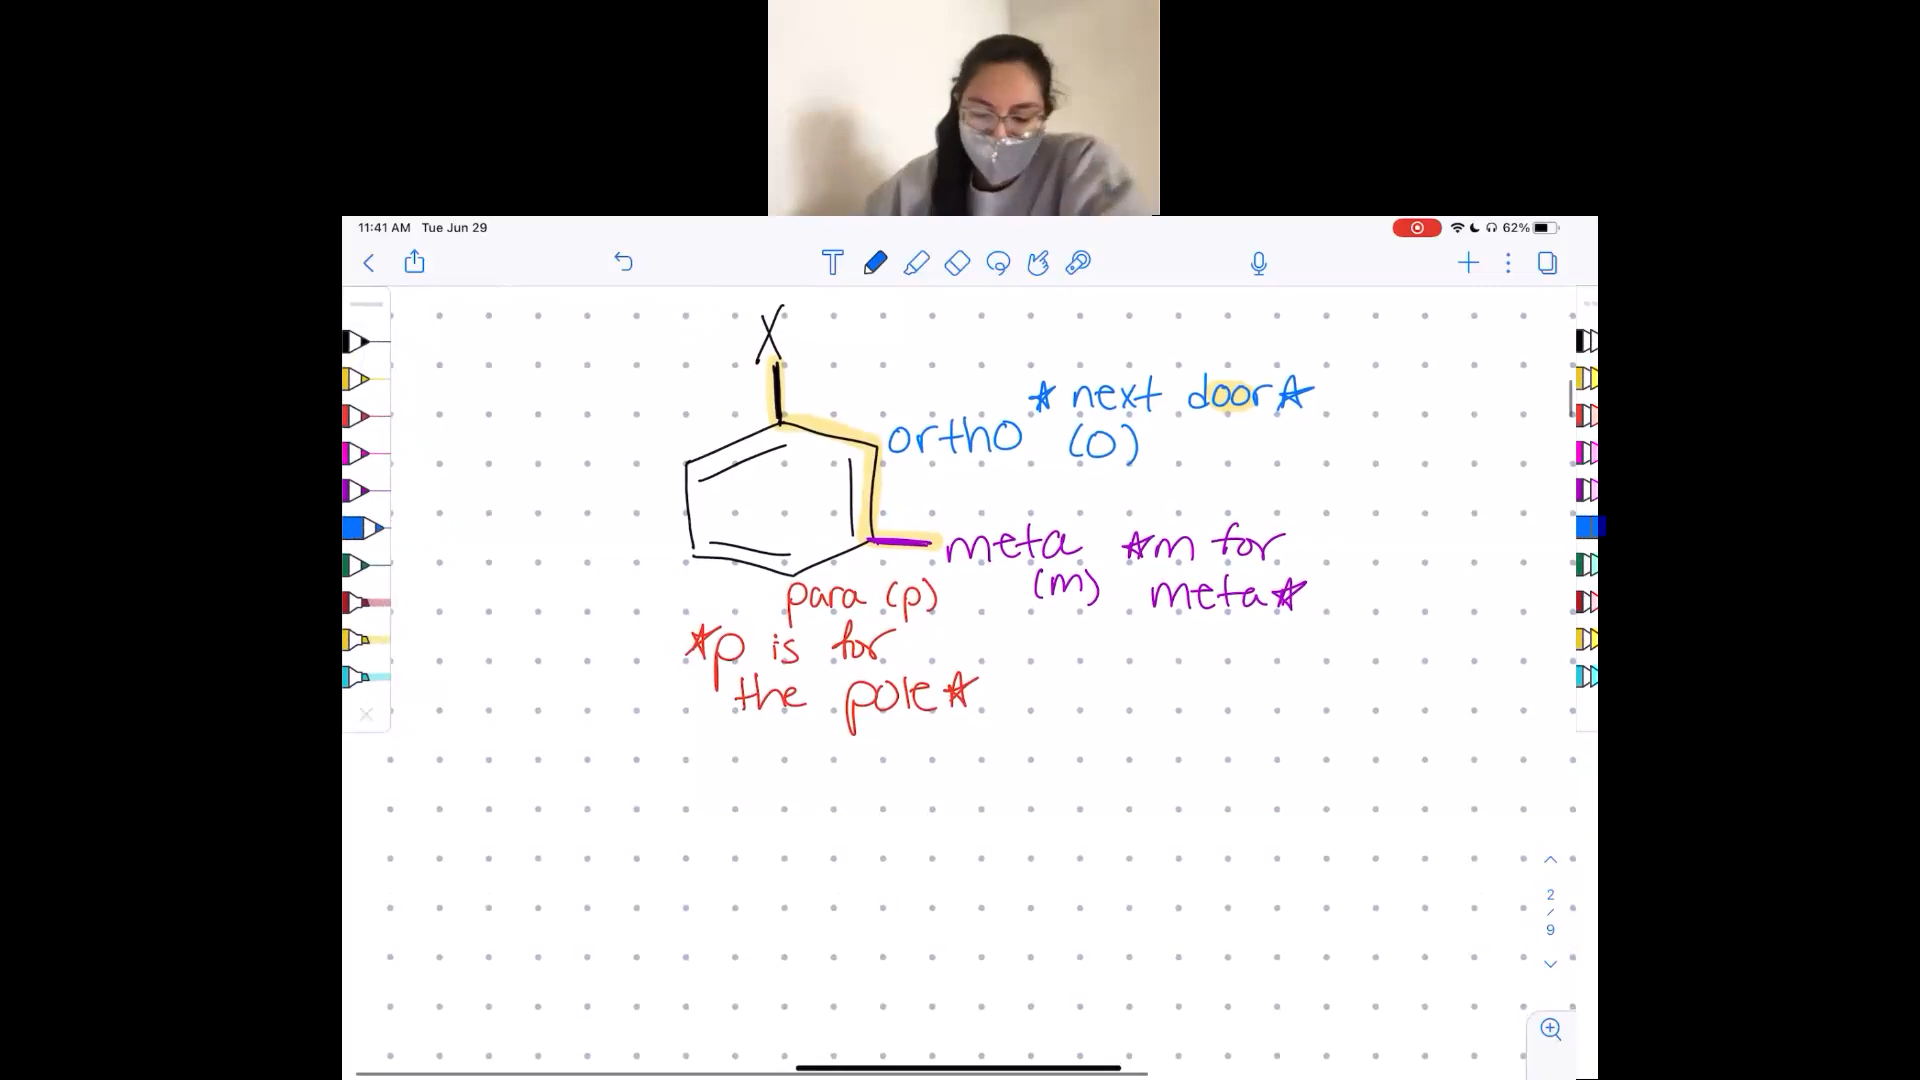 11:41 AM Tue Jun 29
62%
T
X
☆ next door☆
ortho (o)
meta ☆m for
(m) meta☆
para (p)
☆p is for
the pole☆
2
/
9